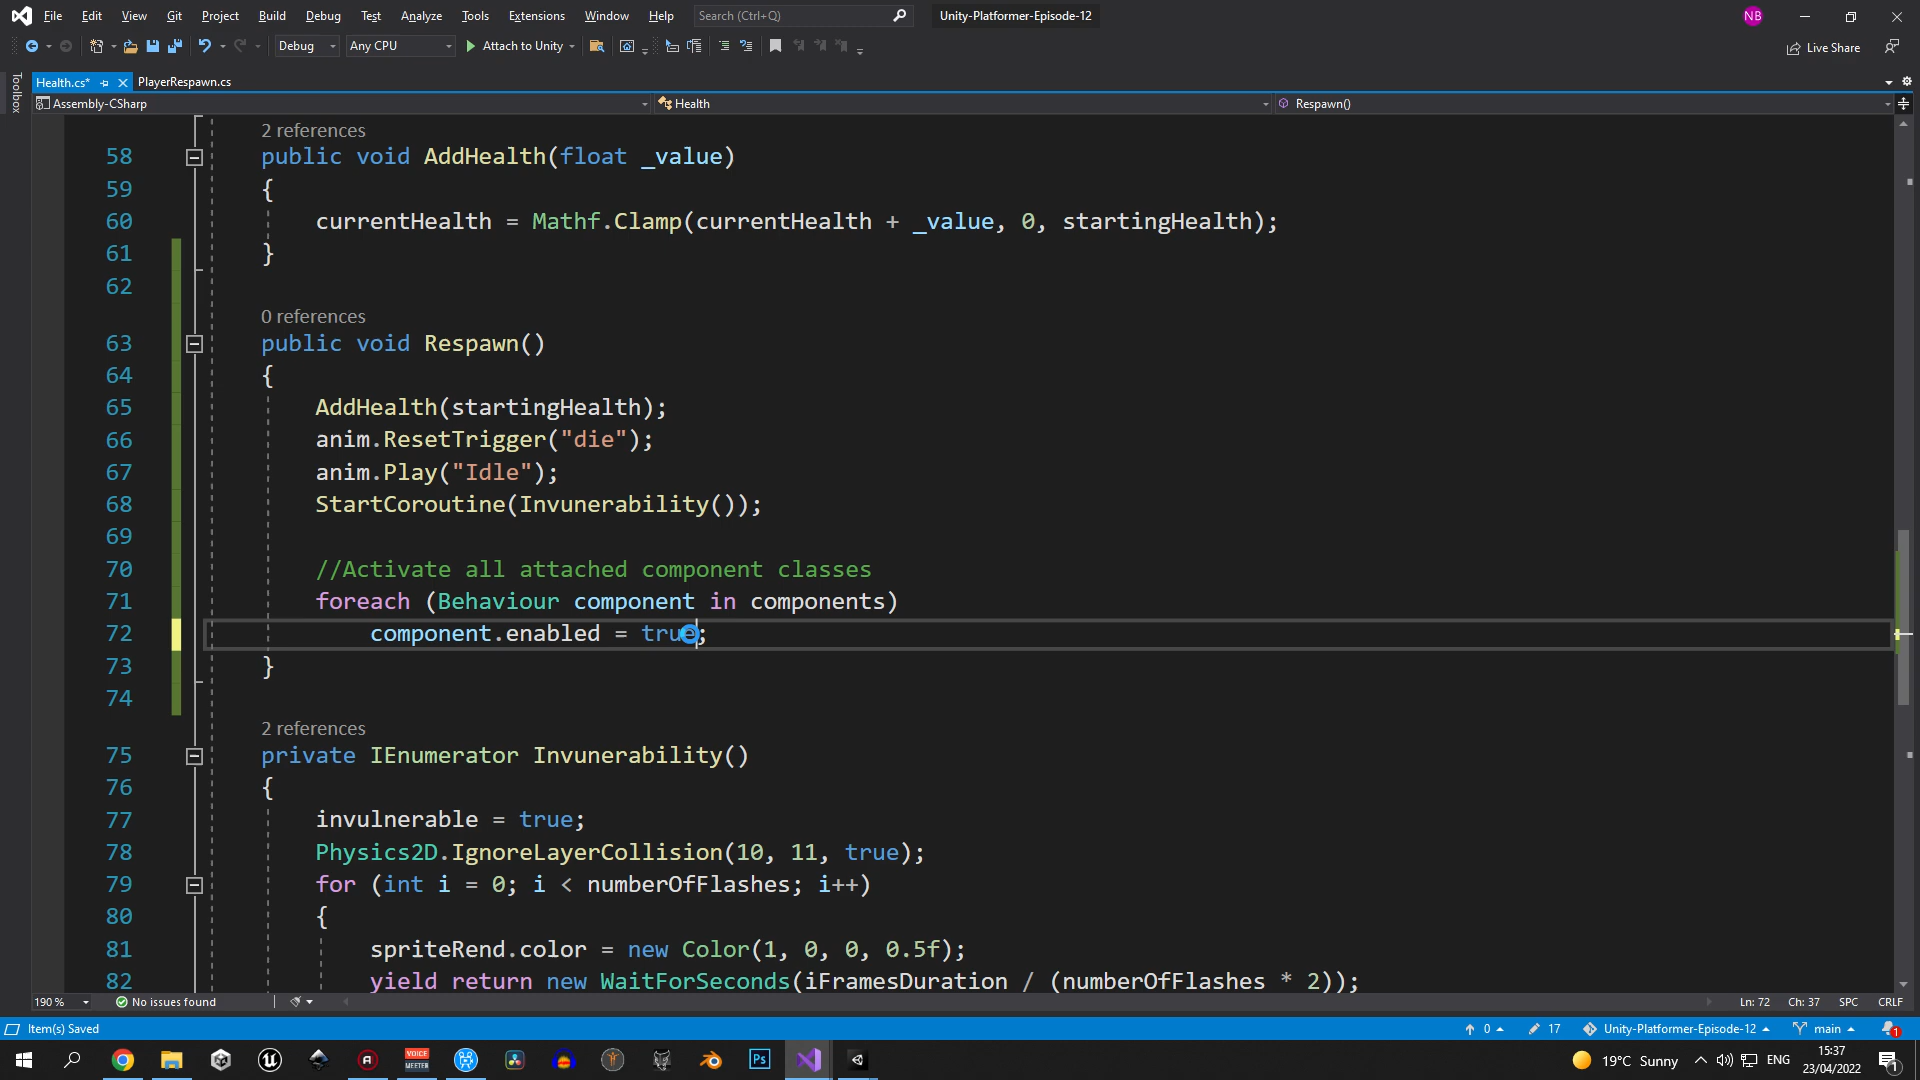 File Edit View Git Project Build Debug Test Analyze Tools Extensions Window Help Search (Ctrl+Q) Unity-Platformer-Episode-12 NB
Debug Any CPU Attach to Unity Live Share
Toolbox
Health.cs* PlayerRespawn.cs
Assembly-CSharp Health Respawn()
2 references
58 public void AddHealth(float _value)
59 {
60 currentHealth = Mathf.Clamp(currentHealth + _value, 0, startingHealth);
61 }
62
0 references
63 public void Respawn()
64 {
65 AddHealth(startingHealth);
66 anim.ResetTrigger("die");
67 anim.Play("Idle");
68 StartCoroutine(Invunerability());
69
70 //Activate all attached component classes
71 foreach (Behaviour component in components)
72 component.enabled = true;
73 }
74
2 references
75 private IEnumerator Invunerability()
76 {
77 invulnerable = true;
78 Physics2D.IgnoreLayerCollision(10, 11, true);
79 for (int i = 0; i < numberOfFlashes; i++)
80 {
81 spriteRend.color = new Color(1, 0, 0, 0.5f);
82 yield return new WaitForSeconds(iFramesDuration / (numberOfFlashes * 2));
190 % No issues found Ln: 72 Ch: 37 SPC CRLF
Item(s) Saved 0 17 Unity-Platformer-Episode-12 main 1
VOICE MEETER Ps 19°C Sunny ENG 15:37 23/04/2022 1